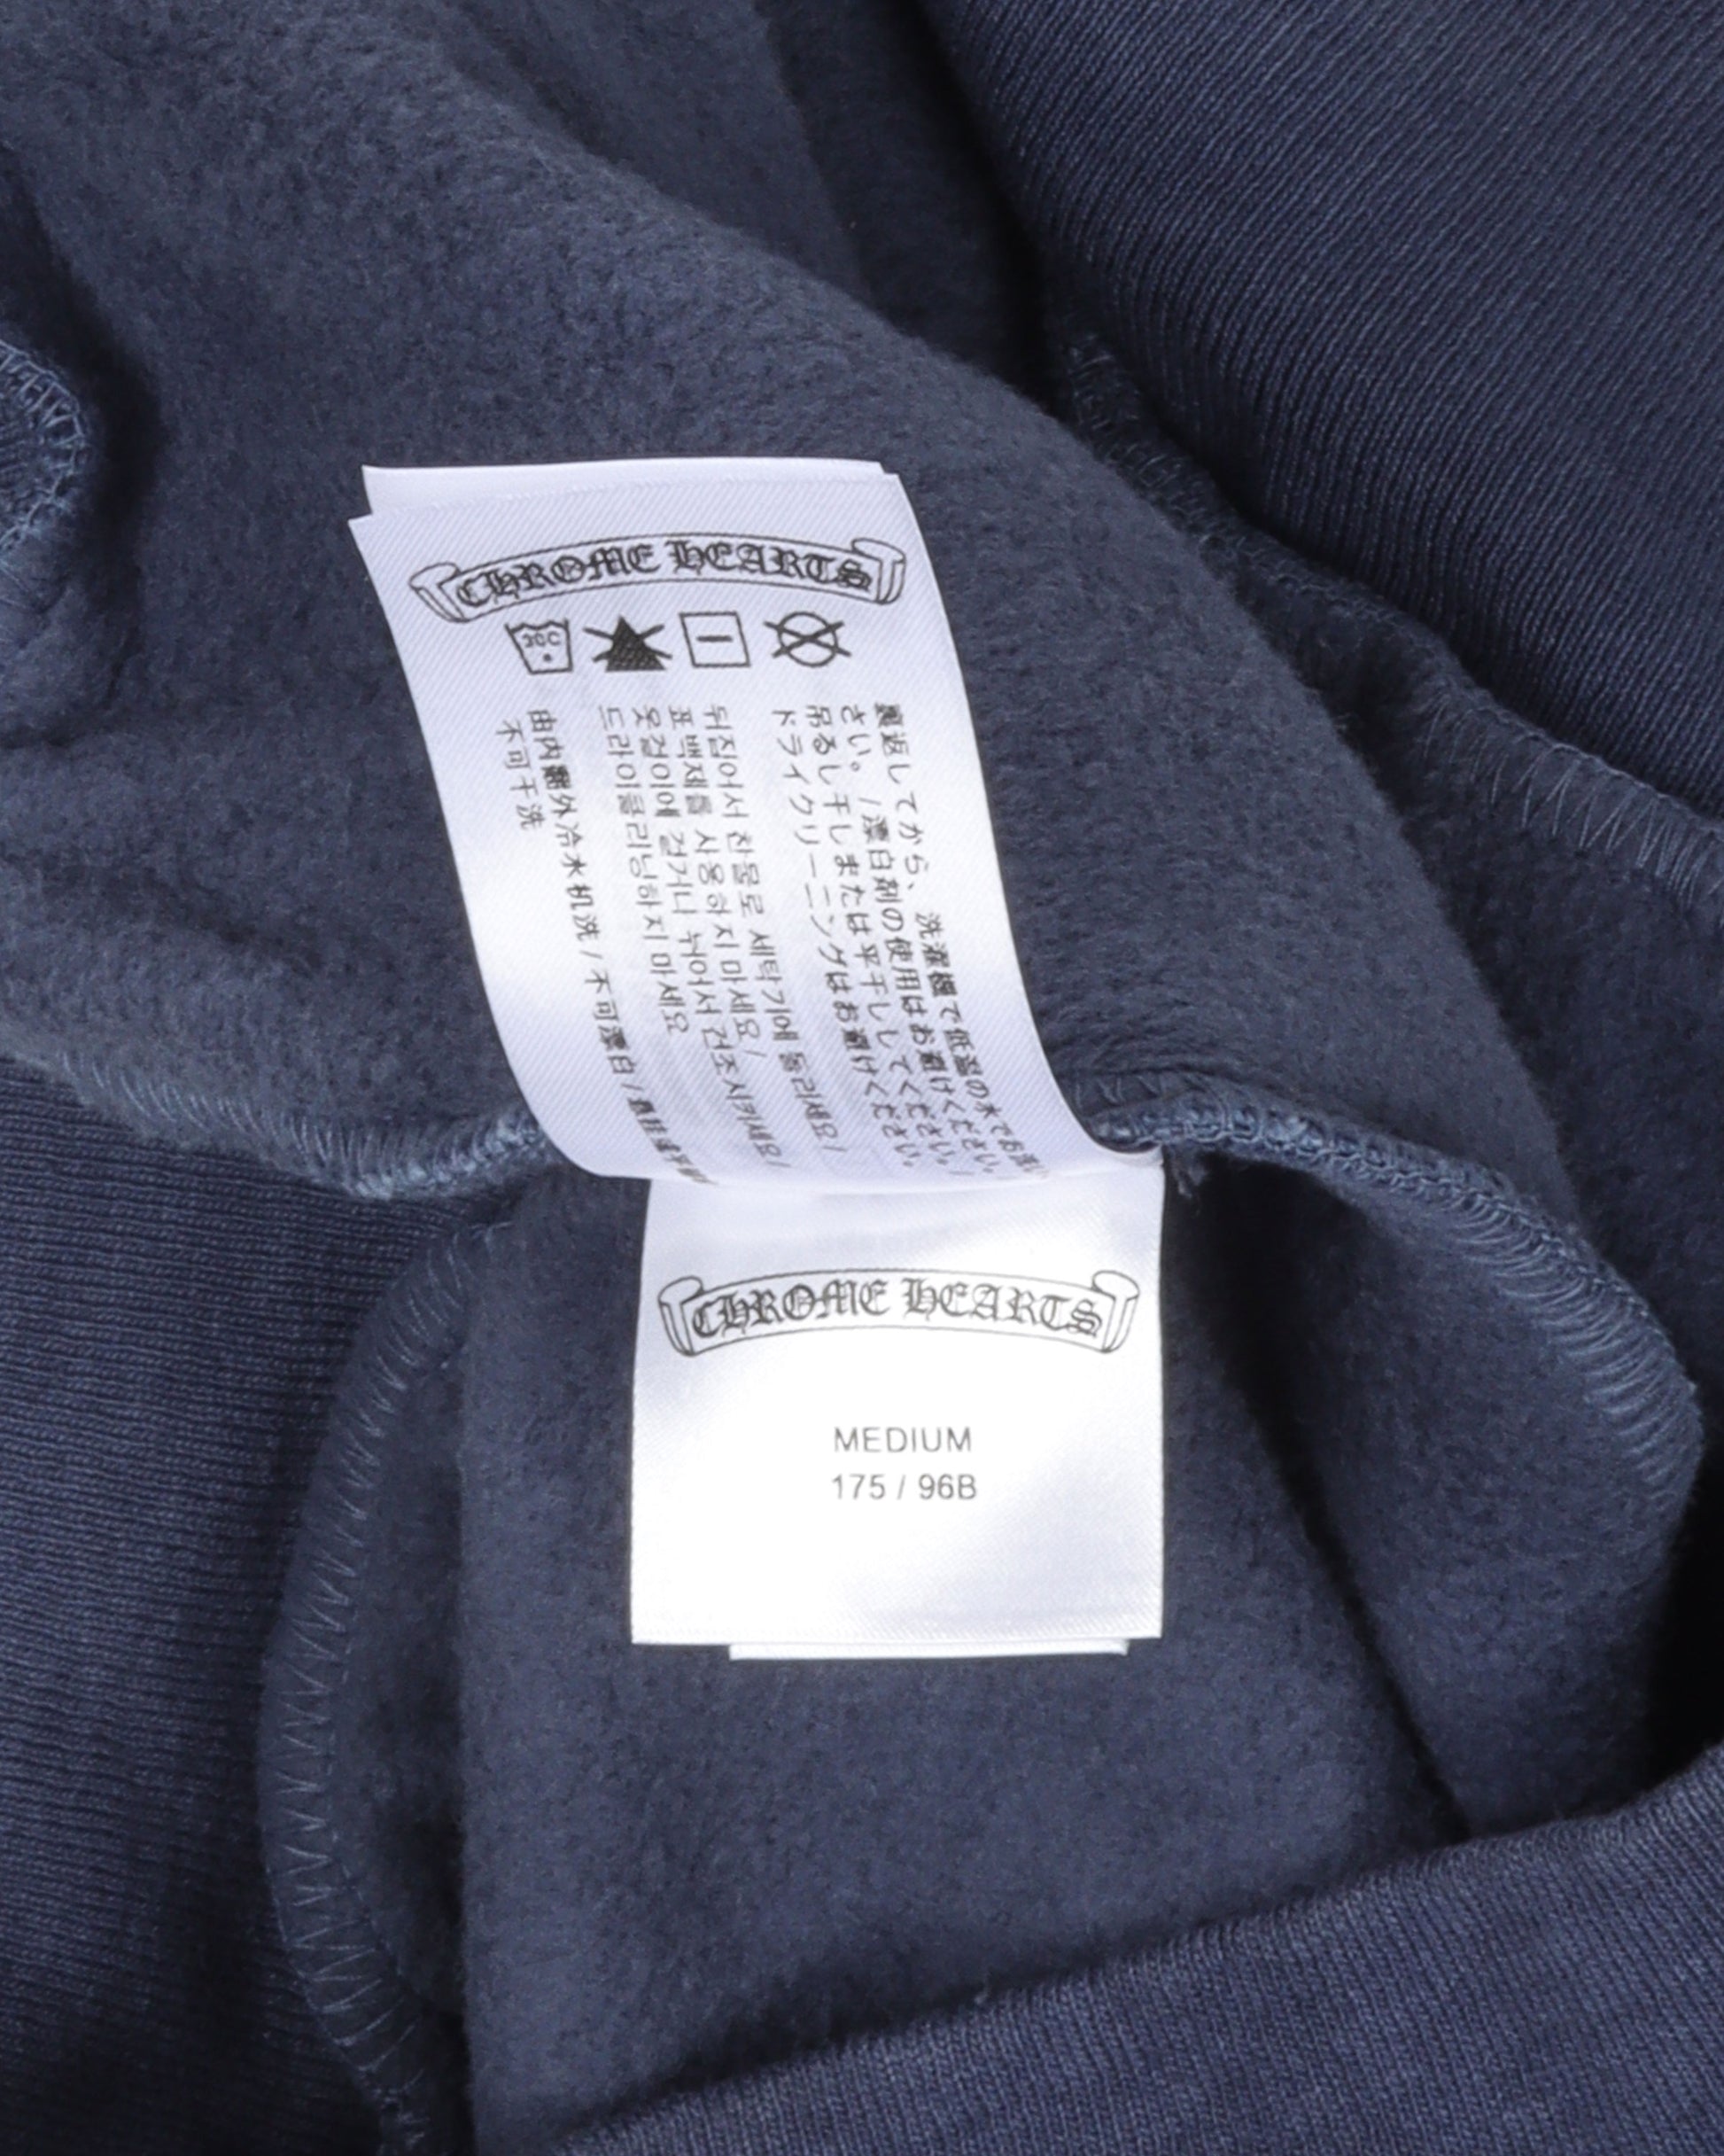 CHROME HEARTS
30C
裏返してから、洗濯機で低温の水でお洗い
さい。/漂白剤の使用はお避けください。/
吊るし干しまたは平干ししてください。
ドライクリーニングはお避けください。
뒤집어서 찬물로 세탁기에 돌리세요 /
표백제를 사용하지 마세요 /
옷걸이에 걸거나 뉘어서 건조시키세요 /
드라이클리닝하지 마세요
由内翻外冷水机洗 / 不可漂白 /
不可干洗
CHROME HEARTS
MEDIUM
175 / 96B